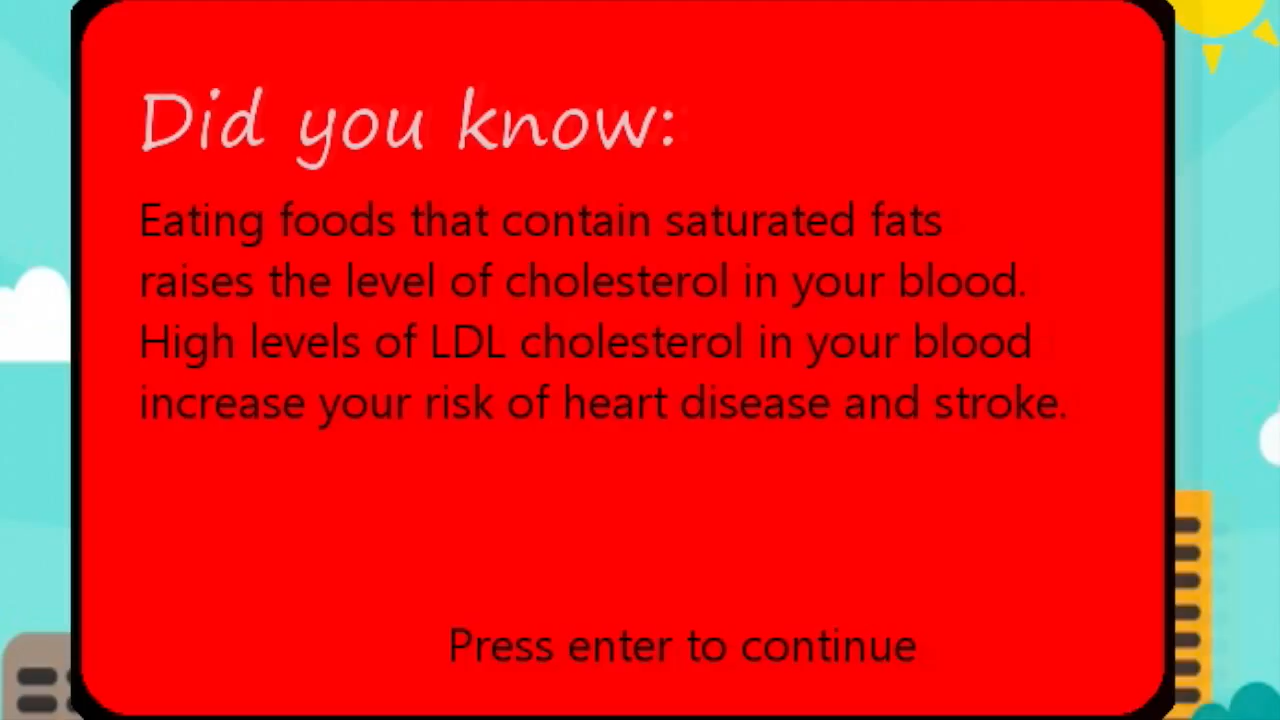 Did you know:
Eating foods that contain saturated fats
raises the level of cholesterol in your blood.
High levels of LDL cholesterol in your blood
increase your risk of heart disease and stroke.
Press enter to continue